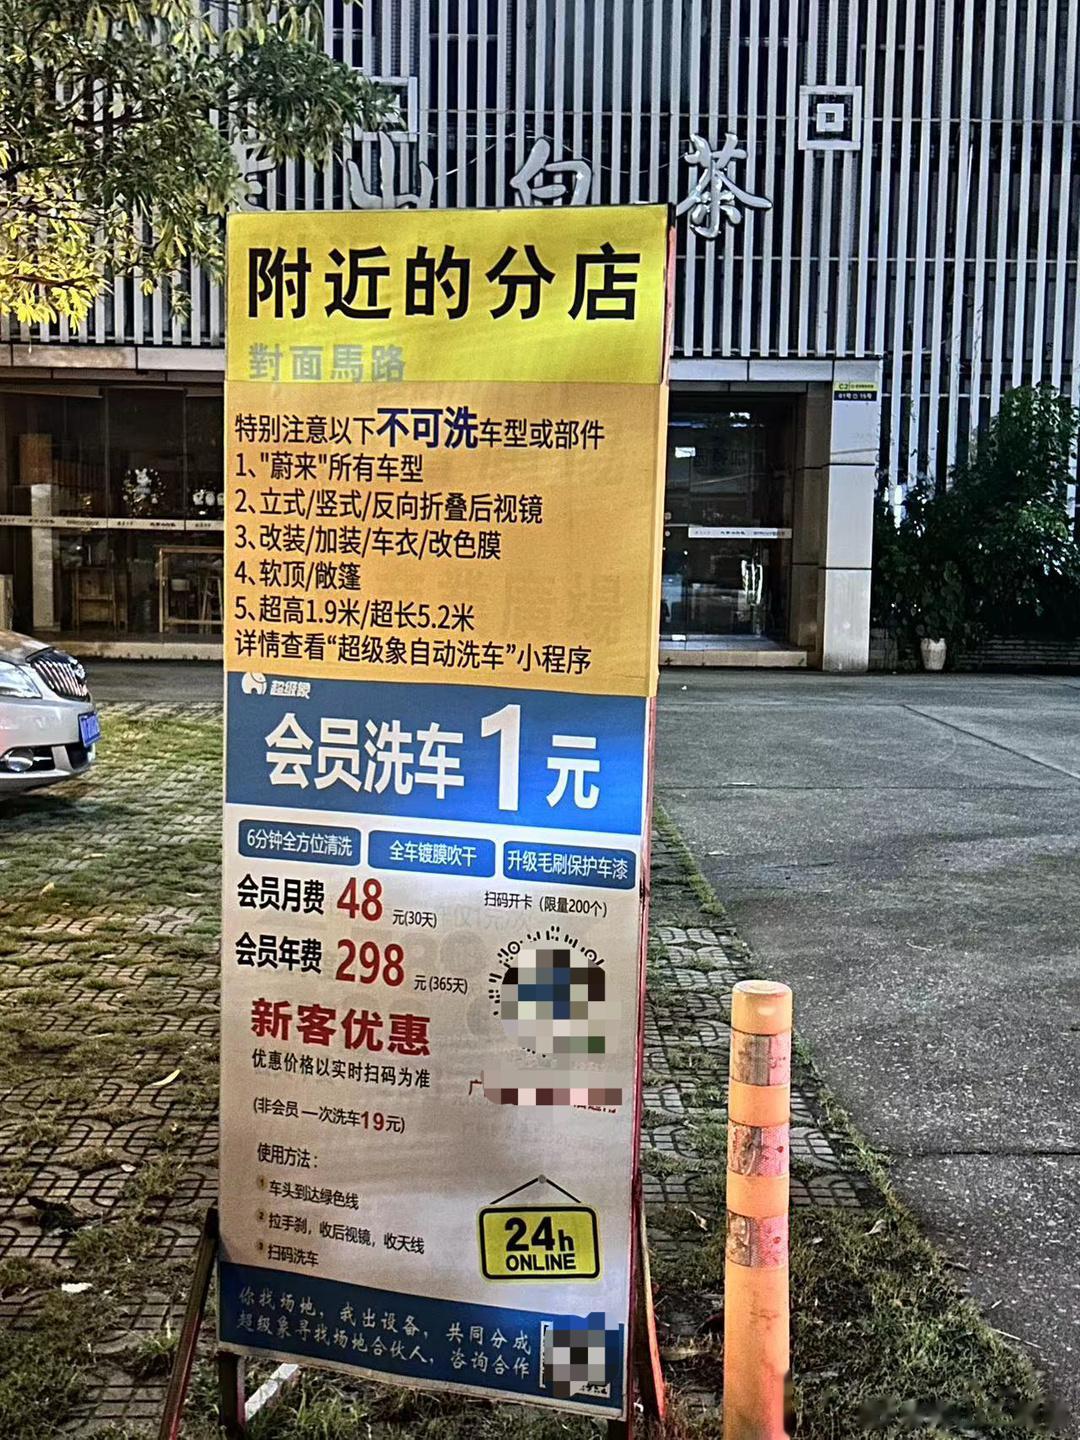 山白茶
附近的分店
對面馬路
特别注意以下不可洗车型或部件
1、"蔚来"所有车型
2、立式/竖式/反向折叠后视镜
3、改装/加装/车衣/改色膜
4、软顶/敞篷
5、超高1.9米/超长5.2米
详情查看“超级象自动洗车”小程序
超级象
会员洗车1元
6分钟全方位清洗
全车镀膜吹干
升级毛刷保护车漆
会员月费 48 元(30天)
扫码开卡（限量200个）
会员年费 298 元(365天)
新客优惠
优惠价格以实时扫码为准
广
(非会员一次洗车19元)
使用方法：
1 车头到达绿色线
2 拉手刹，收后视镜，收天线
3 扫码洗车
24h
ONLINE
你找场地，我出设备，共同分成
超级象寻找场地合伙人，咨询合作
C2